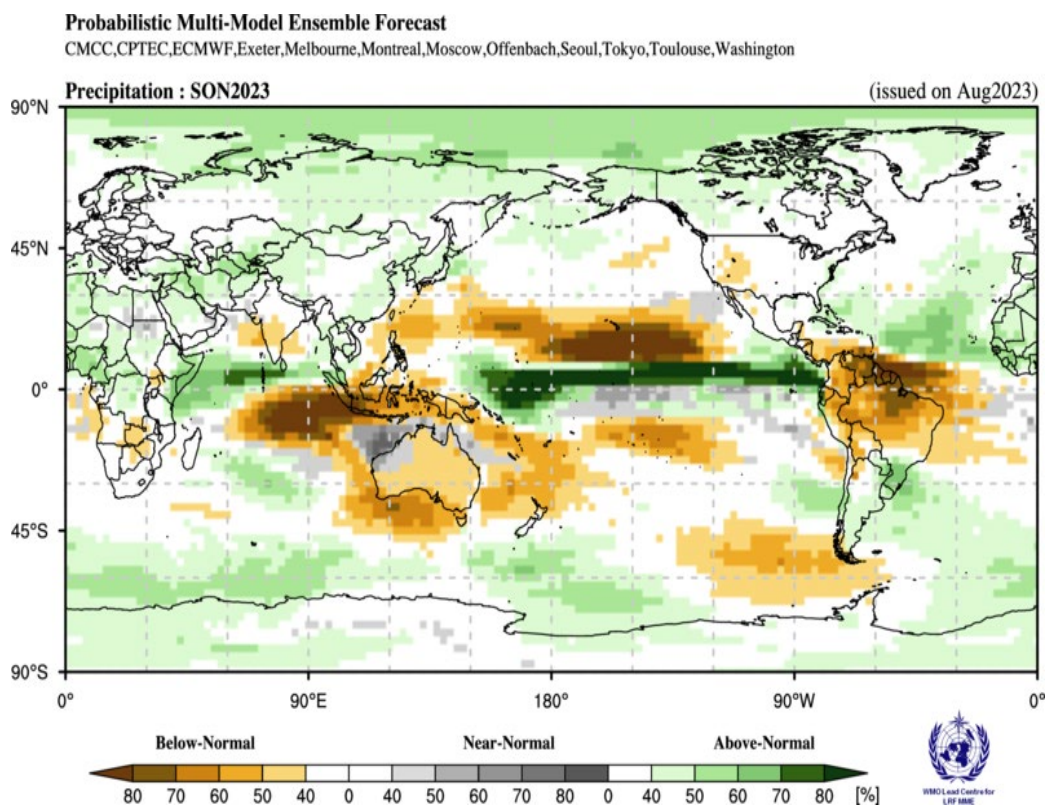 Probabilistic Multi-Model Ensemble Forecast
CMCC,CPTEC,ECMWF,Exeter,Melbourne,Montreal,Moscow,Offenbach,Seoul,Tokyo,Toulouse,Washington
Precipitation : SON2023 (issued on Aug2023)
90°N
45°N
0°
45°S
90°S
0° 90°E 180° 90°W 0°
Below-Normal Near-Normal Above-Normal
80 70 60 50 40 0 40 50 60 70 80 0 40 50 60 70 80 [%]
WMO Lead Centre for
LRF MME